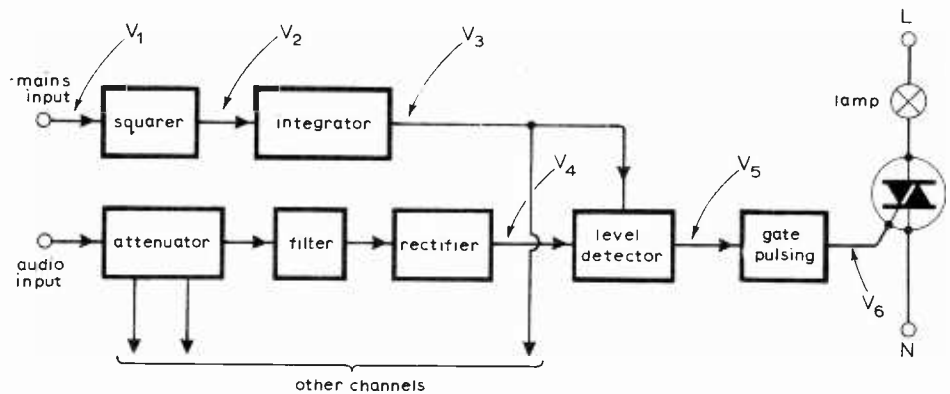 V1
V2
V3
L
mains
input
squarer
integrator
lamp
V4
V5
audio
input
attenuator
filter
rectifier
level
detector
gate
pulsing
V6
N
other channels